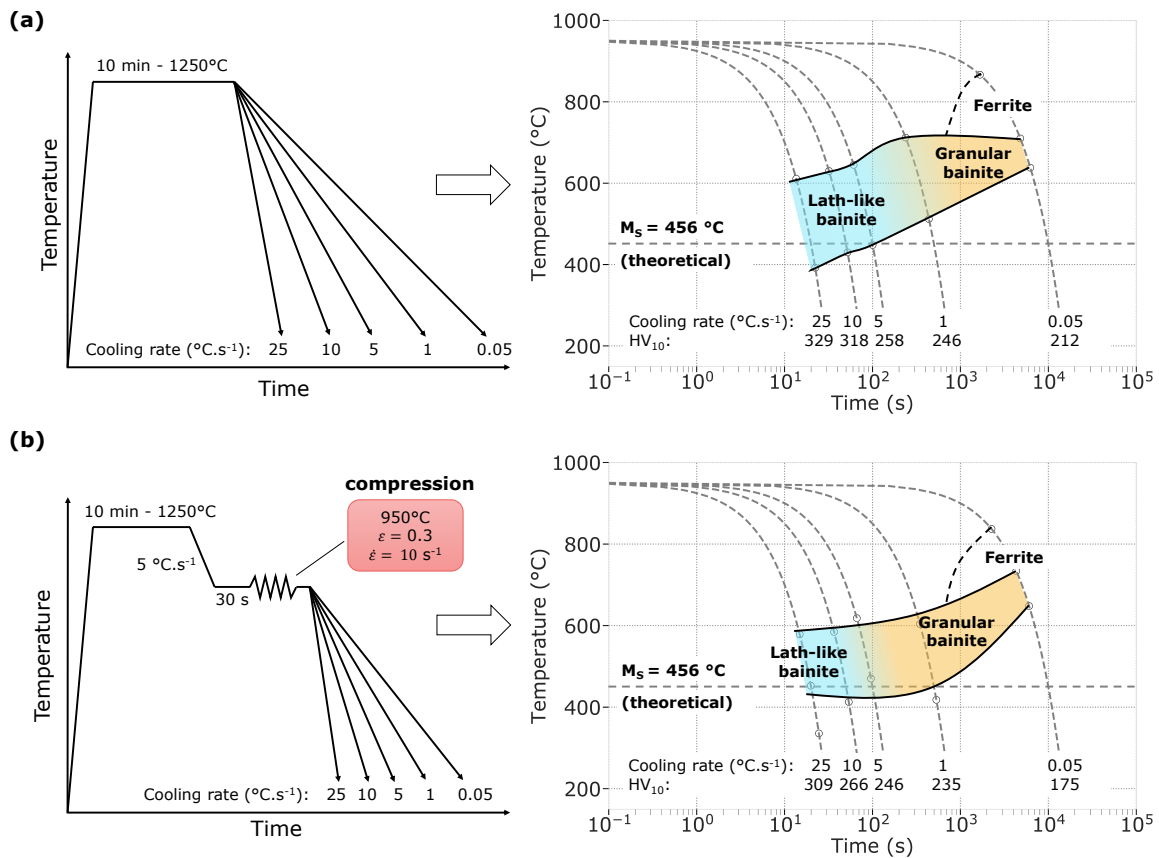 (a)
10 min - 1250°C
Temperature
Cooling rate (°C.s⁻¹): 25 10 5 1 0.05
Time
1000
800
600
400
200
Temperature (°C)
Ferrite
Granular
bainite
Lath-like
bainite
Mₛ = 456 °C
(theoretical)
Cooling rate (°C.s⁻¹): 25 10 5 1 0.05
HV₁₀: 329 318 258 246 212
10⁻¹ 10⁰ 10¹ 10² 10³ 10⁴ 10⁵
Time (s)
(b)
compression
950°C
ε = 0.3
ε̇ = 10 s⁻¹
10 min - 1250°C
5 °C.s⁻¹
30 s
Temperature
Cooling rate (°C.s⁻¹): 25 10 5 1 0.05
Time
1000
800
600
400
200
Temperature (°C)
Ferrite
Granular
bainite
Lath-like
bainite
Mₛ = 456 °C
(theoretical)
Cooling rate (°C.s⁻¹): 25 10 5 1 0.05
HV₁₀: 309 266 246 235 175
10⁻¹ 10⁰ 10¹ 10² 10³ 10⁴ 10⁵
Time (s)